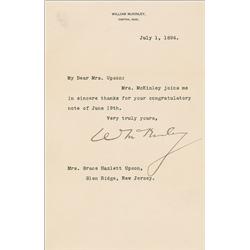 WILLIAM McKINLEY,
CANTON, OHIO.
July 1, 1896.
My Dear Mrs. Upson:
Mrs. McKinley joins me
in sincere thanks for your congratulatory
note of June 19th.
Very truly yours,
Wm McKinley
Mrs. Grace Hazlett Upson,
Glen Ridge, New Jersey.